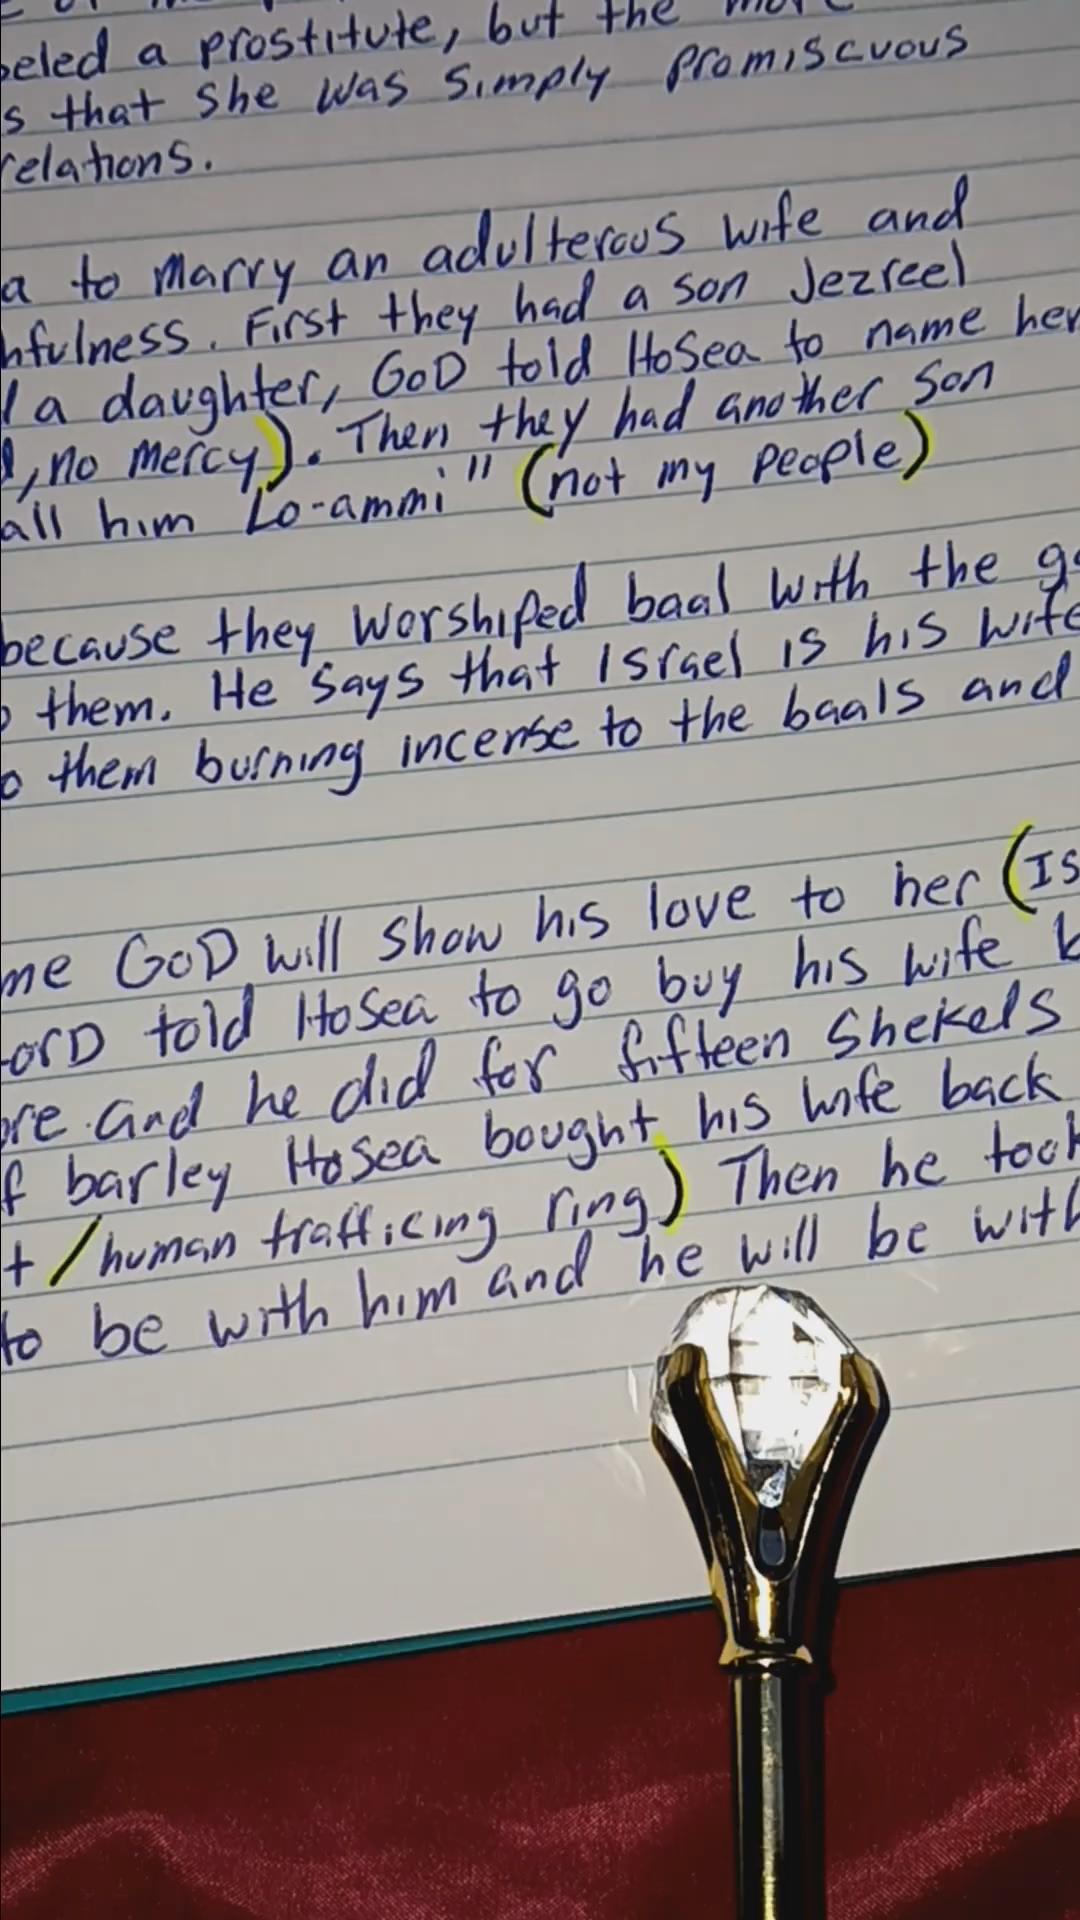 beled a prostitute, but the more
s that she was simply promiscuous
relations.
a to marry an adulterous wife and
hfulness. First they had a son Jezreel
a daughter, GoD told Hosea to name her
, no mercy). Then they had another son
all him Lo-ammi" (not my people)
because they worshiped baal with the
them. He says that Israel is his wife
o them burning incense to the baals and
me GoD will show his love to her (Is
orD told Hosea to go buy his wife b
ore. and he did for fifteen shekels
f barley Hosea bought his wife back
t/human trafficing ring) Then he took
to be with him and he will be with